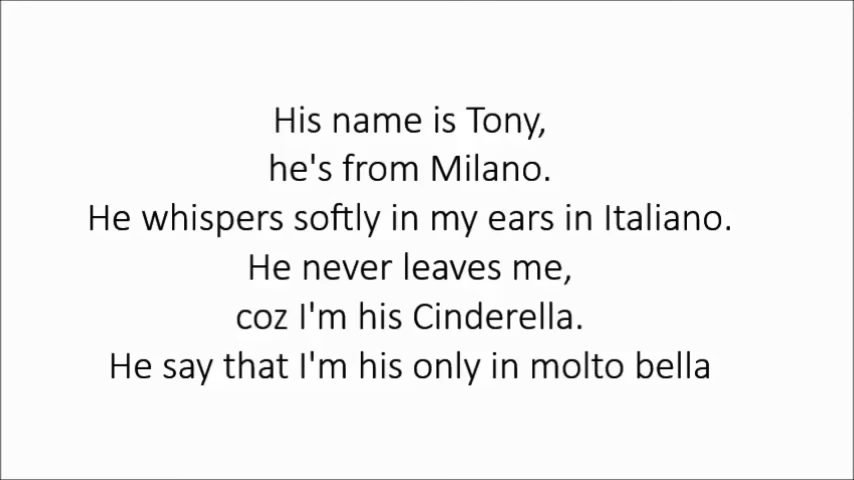 His name is Tony,
he's from Milano.
He whispers softly in my ears in Italiano.
He never leaves me,
coz I'm his Cinderella.
He say that I'm his only in molto bella